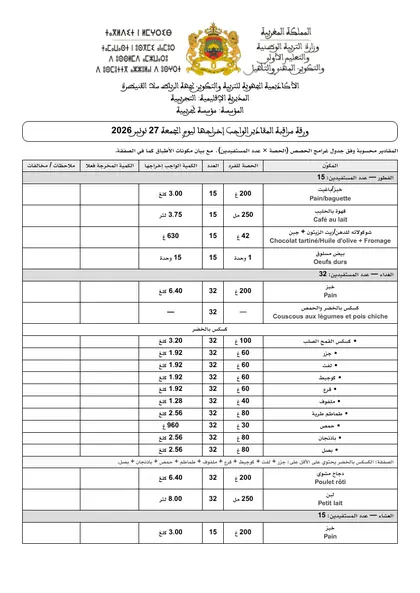 المملكة المغربية
وزارة التربية الوطنية
والتعليم الأولي
والتكوين المهني والتأهيل
الأكاديمية الجهوية للتربية والتكوين لجهة الرباط سلا القنيطرة
المديرية الإقليمية: التجريبية
المؤسسة: مؤسسة تجريبية
ورقة مراقبة المقادير الواجب إخراجها ليوم الجمعة 27 نونبر 2026
المقادير محسوبة وفق جدول غرامج الحصص (الحصة × عدد المستفيدين)، مع بيان مكونات الأطباق كما في الصفقة.
المكوّن الحصة للفرد العدد الكمية الواجب إخراجها الكمية المخرجة فعلا ملاحظات / مخالفات
الفطور — عدد المستفيدين: 15
خبز/باغيت 200 غ 15 3.00 كلغ
Pain/baguette
قهوة بالحليب 250 مل 15 3.75 لتر
Café au lait
شوكولاته للدهن/زيت الزيتون + جبن 42 غ 15 630 غ
Chocolat tartiné/Huile d'olive + Fromage
بيض مسلوق 1 وحدة 15 15 وحدة
Oeufs durs
الغداء — عدد المستفيدين: 32
خبز 200 غ 32 6.40 كلغ
Pain
كسكس بالخضر والحمص — 32 —
Couscous aux légumes et pois chiche
كسكس بالخضر
• كسكس القمح الصلب 100 غ 32 3.20 كلغ
• جزر 60 غ 32 1.92 كلغ
• لفت 60 غ 32 1.92 كلغ
• كوجيط 60 غ 32 1.92 كلغ
• قرع 60 غ 32 1.92 كلغ
• ملفوف 40 غ 32 1.28 كلغ
• طماطم طرية 80 غ 32 2.56 كلغ
• حمص 30 غ 32 960 غ
• باذنجان 80 غ 32 2.56 كلغ
• بصل 80 غ 32 2.56 كلغ
الصفقة: الكسكس بالخضر يحتوي على الأقل على: جزر + لفت + كوجيط + قرع + ملفوف + طماطم + حمص + باذنجان + بصل.
دجاج مشوي 200 غ 32 6.40 كلغ
Poulet rôti
لبن 250 مل 32 8.00 لتر
Petit lait
العشاء — عدد المستفيدين: 15
خبز 200 غ 15 3.00 كلغ
Pain